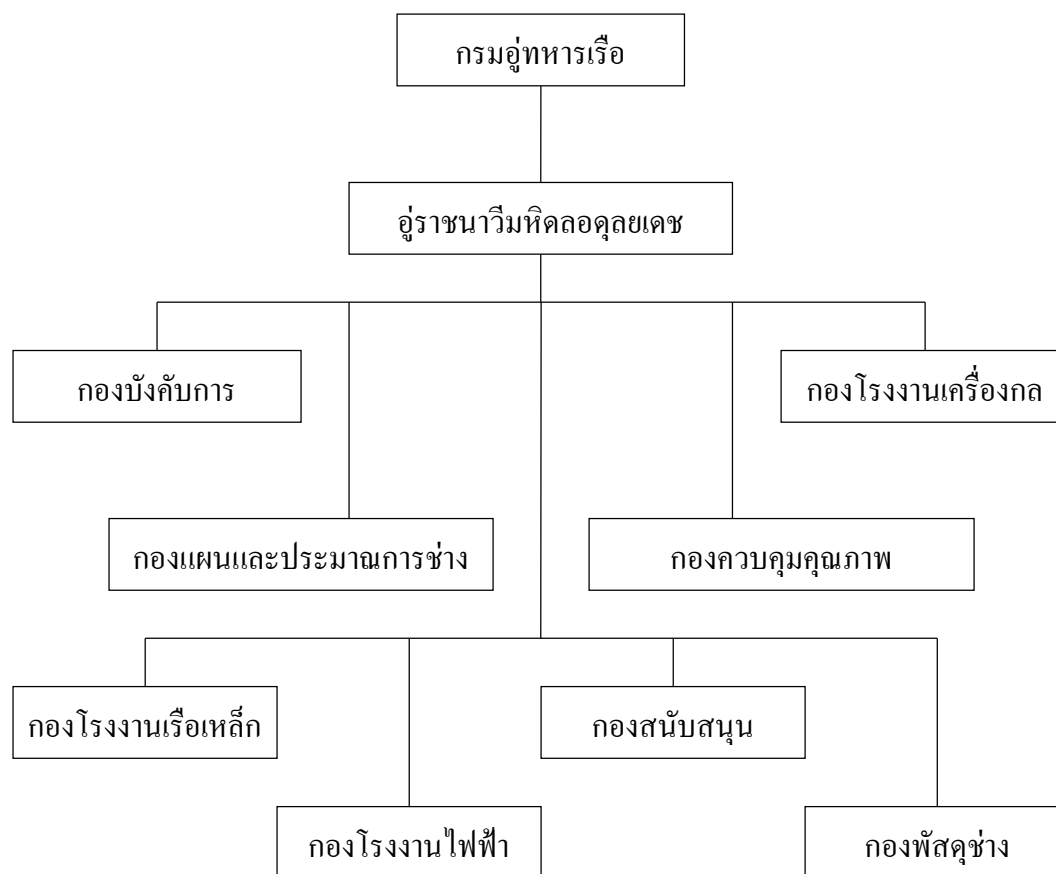 กรมอู่ทหารเรือ
อู่ราชนาวีมหิดลอดุลยเดช
กองบังคับการ
กองโรงงานเครื่องกล
กองแผนและประมาณการช่าง
กองควบคุมคุณภาพ
กองโรงงานเรือเหล็ก
กองสนับสนุน
กองโรงงานไฟฟ้า
กองพัสดุช่าง